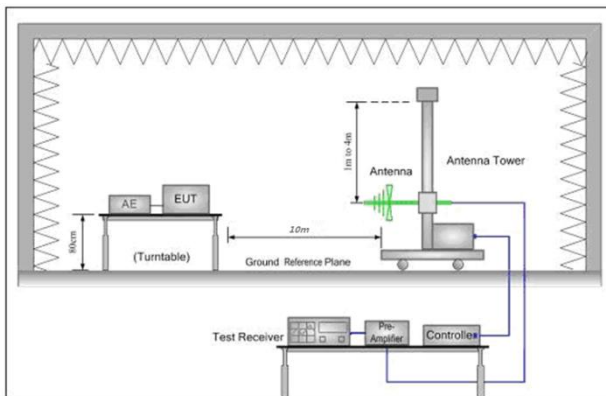 1m to 4m
Antenna
Antenna Tower
AE
EUT
80cm
(Turntable)
10m
Ground Reference Plane
Test Receiver
Pre-
Amplifier
Controller